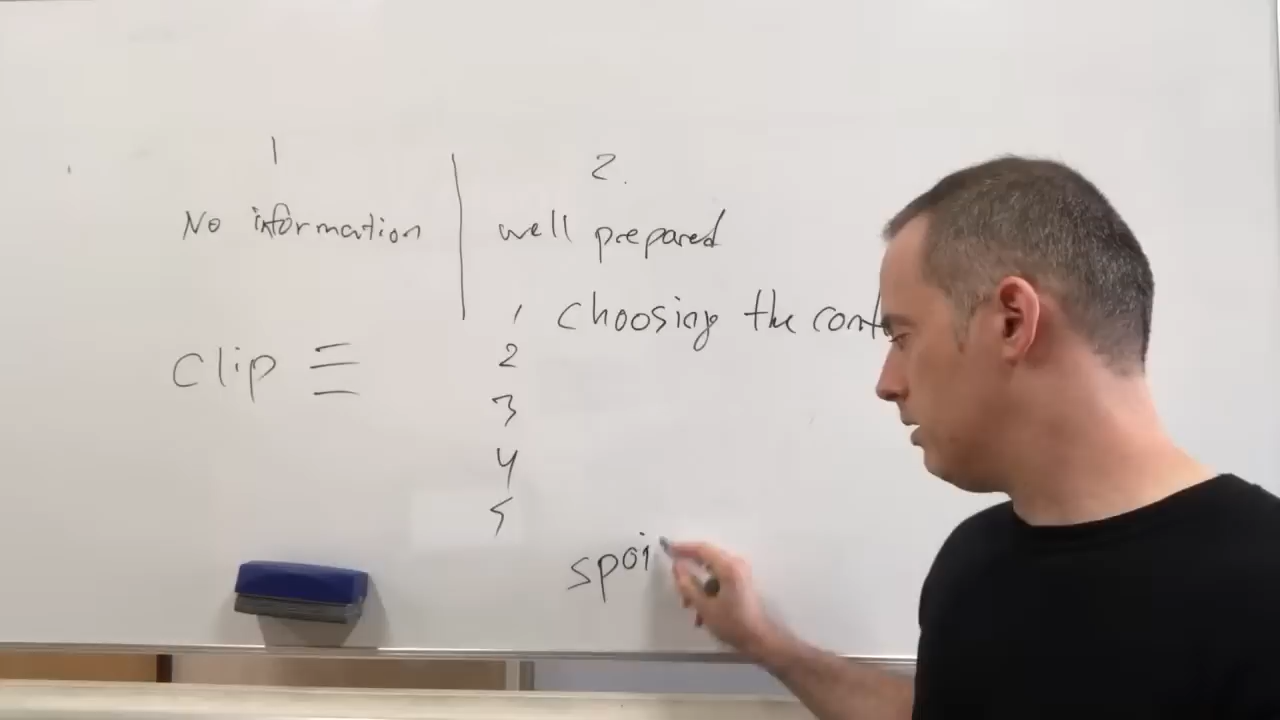 1
2.
No information
well prepared
1 choosing the cont
clip
2
3
4
5
spoi